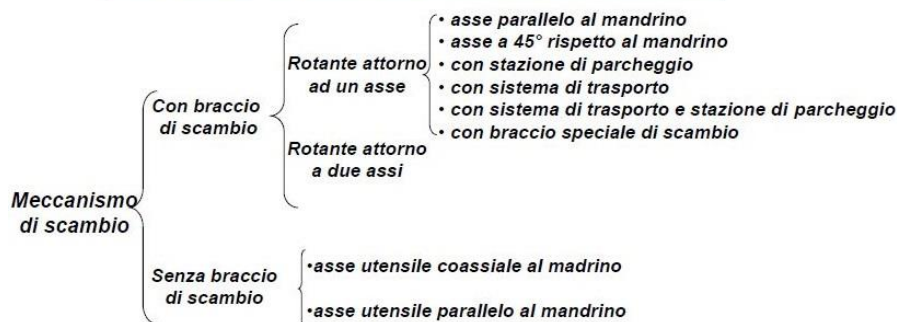 • asse parallelo al mandrino
• asse a 45° rispetto al mandrino
Rotante attorno
ad un asse
• con stazione di parcheggio
• con sistema di trasporto
• con sistema di trasporto e stazione di parcheggio
• con braccio speciale di scambio
Con braccio
di scambio
Rotante attorno
a due assi
Meccanismo
di scambio
Senza braccio
di scambio
•asse utensile coassiale al madrino
•asse utensile parallelo al mandrino